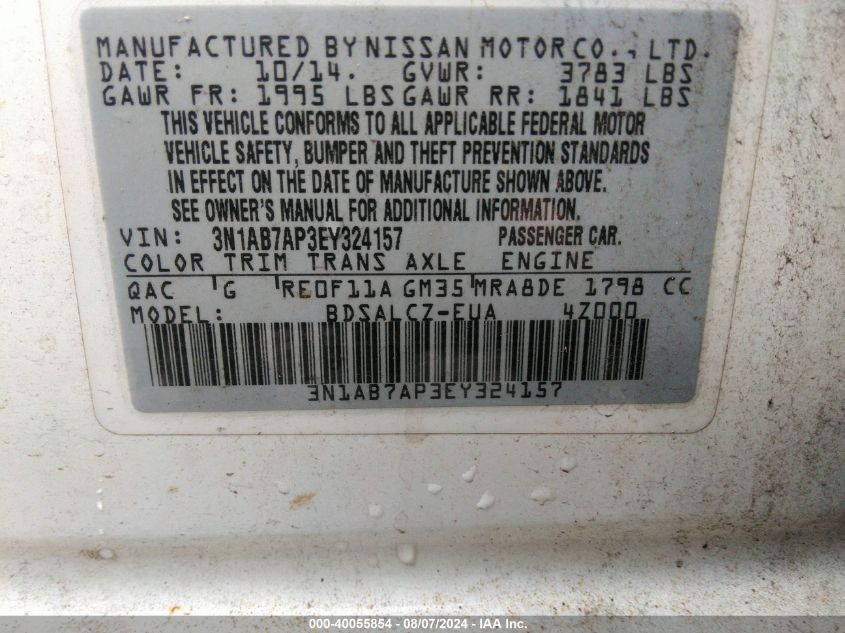 MANUFACTURED BY NISSAN MOTOR CO., LTD.
DATE: 10/14. GVWR: 3783 LBS
GAWR FR: 1995 LBS GAWR RR: 1841 LBS
THIS VEHICLE CONFORMS TO ALL APPLICABLE FEDERAL MOTOR
VEHICLE SAFETY, BUMPER AND THEFT PREVENTION STANDARDS
IN EFFECT ON THE DATE OF MANUFACTURE SHOWN ABOVE.
SEE OWNER'S MANUAL FOR ADDITIONAL INFORMATION.
VIN: 3N1AB7AP3EY324157 PASSENGER CAR.
COLOR TRIM TRANS AXLE ENGINE
QAC G RE0F11A GM35 MRA8DE 1798 CC
MODEL: BDSALCZ-EUA 4Z000
3N1AB7AP3EY324157
000-40055854 - 08/07/2024 - IAA Inc.